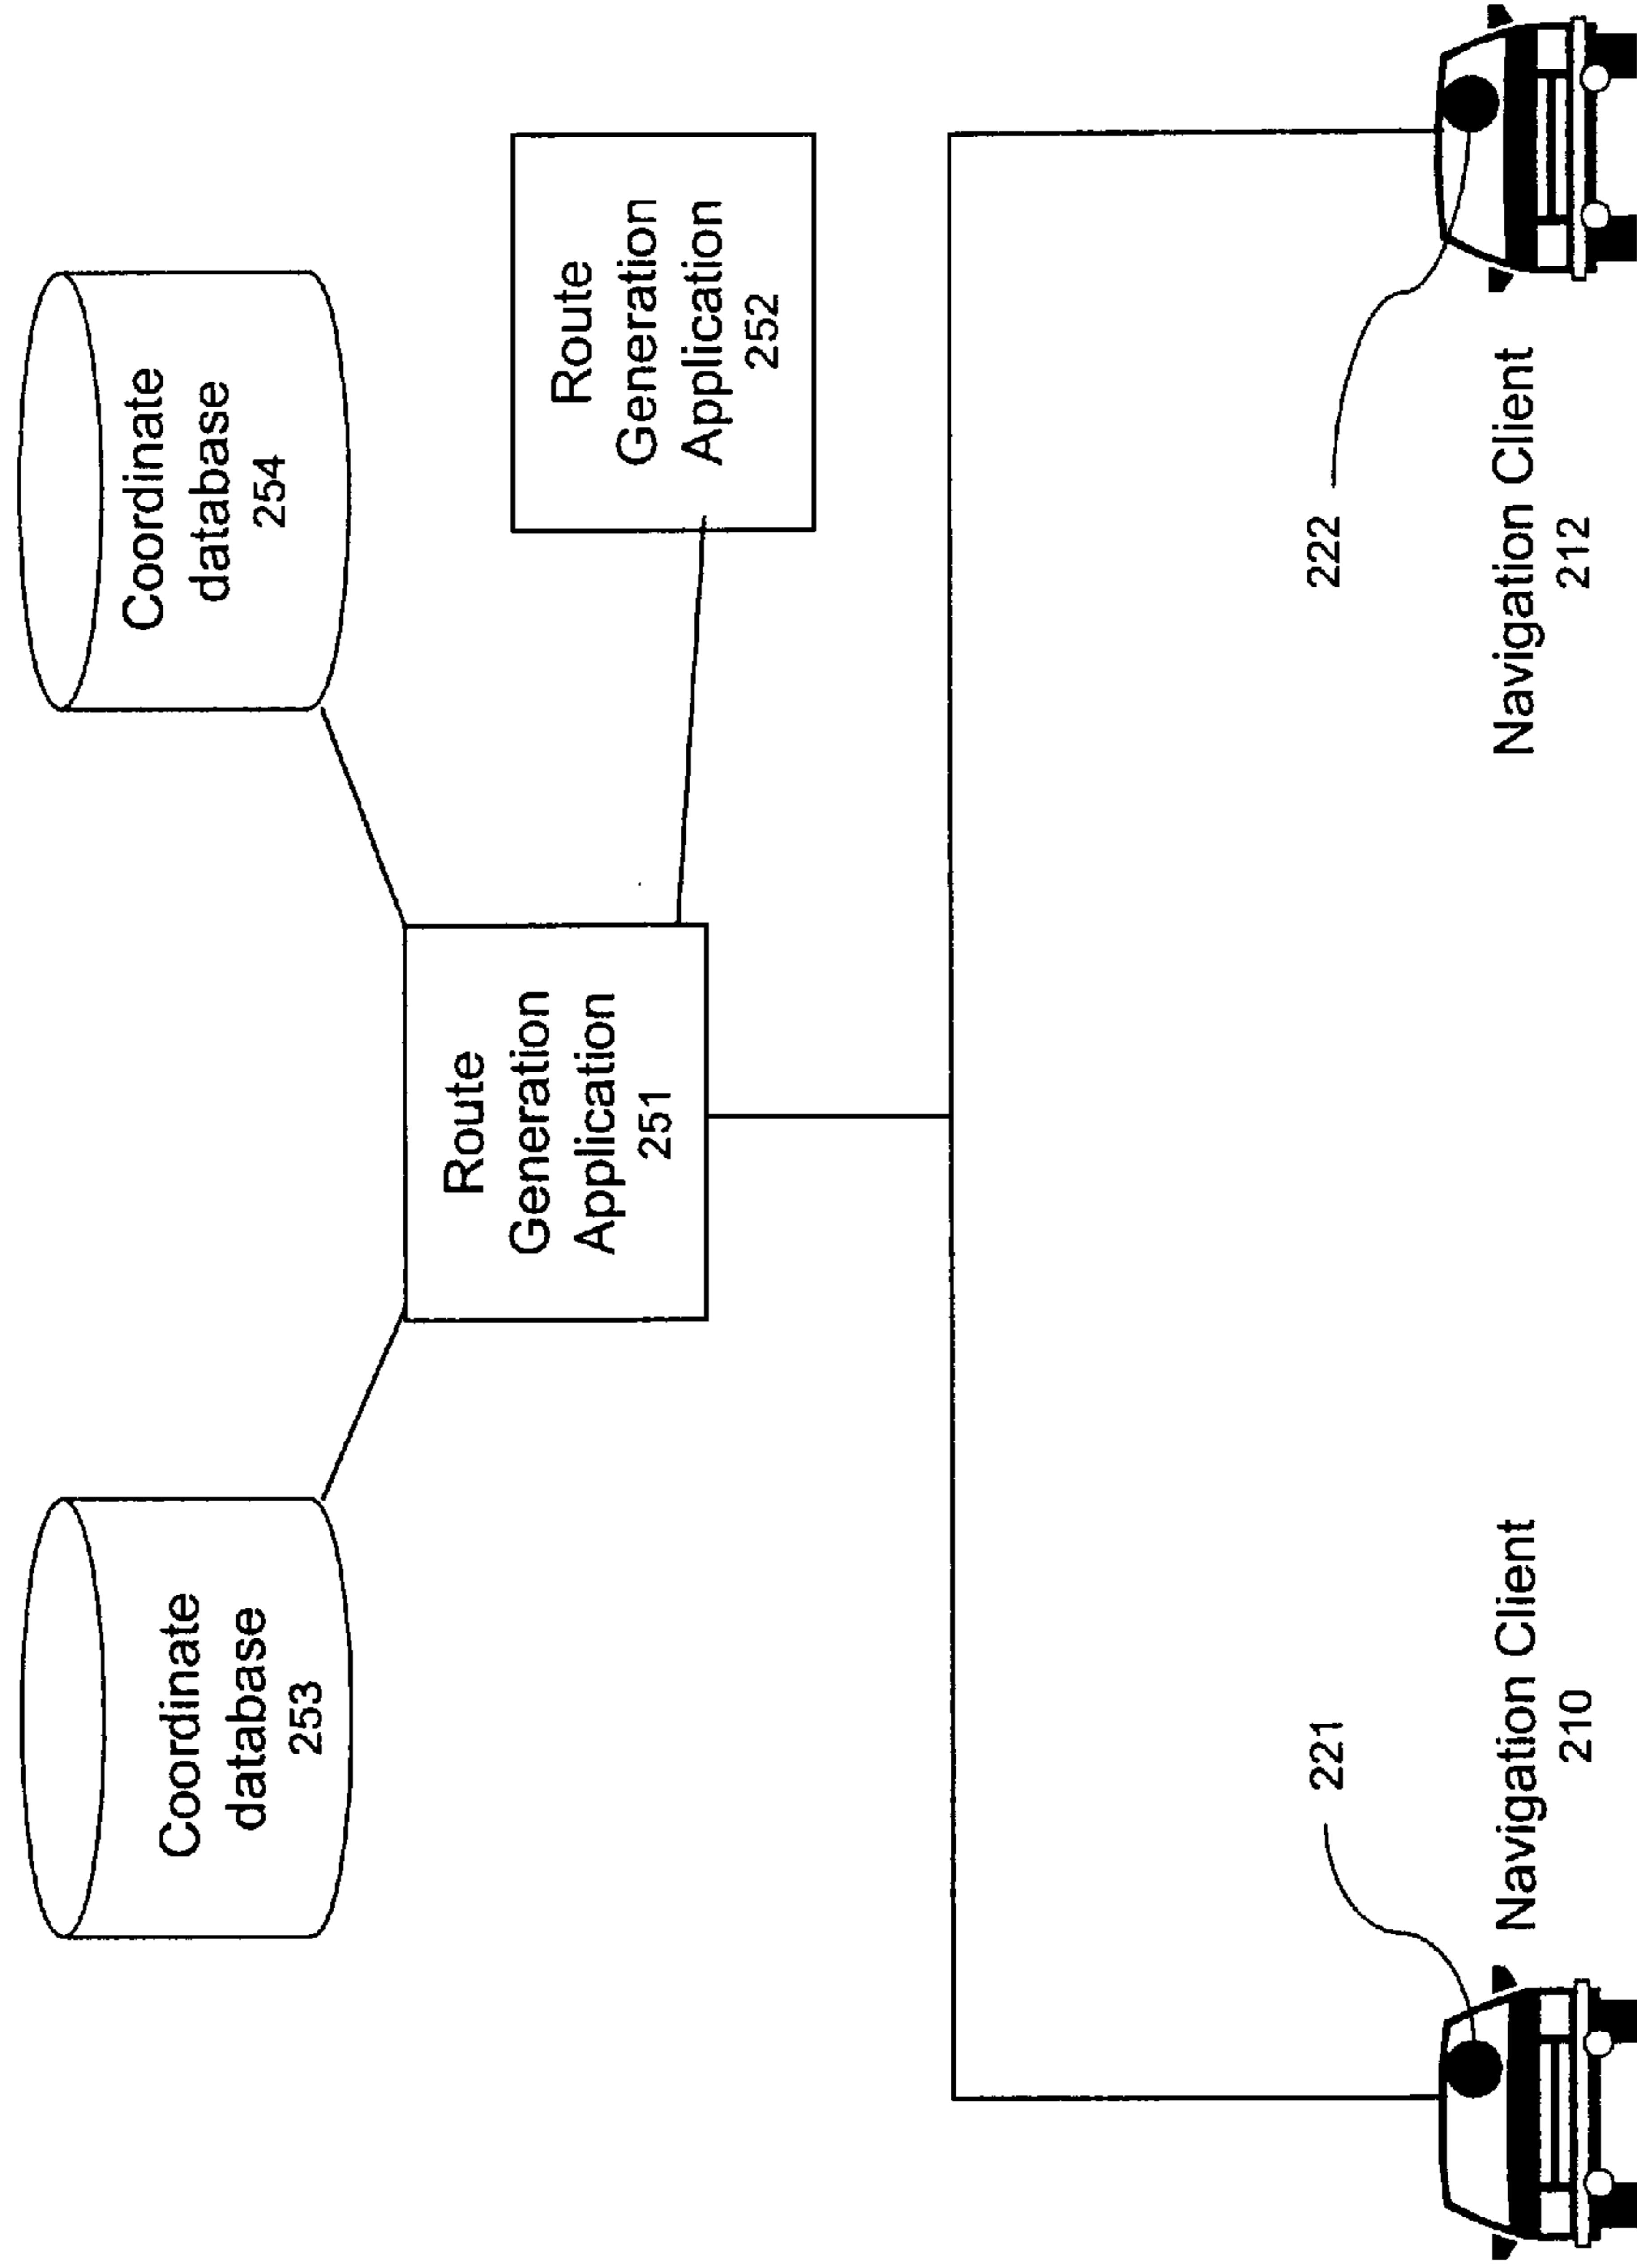 Coordinate
database
253
Coordinate
database
254
Route
Generation
Application
251
Route
Generation
Application
252
221
222
Navigation Client
210
Navigation Client
212